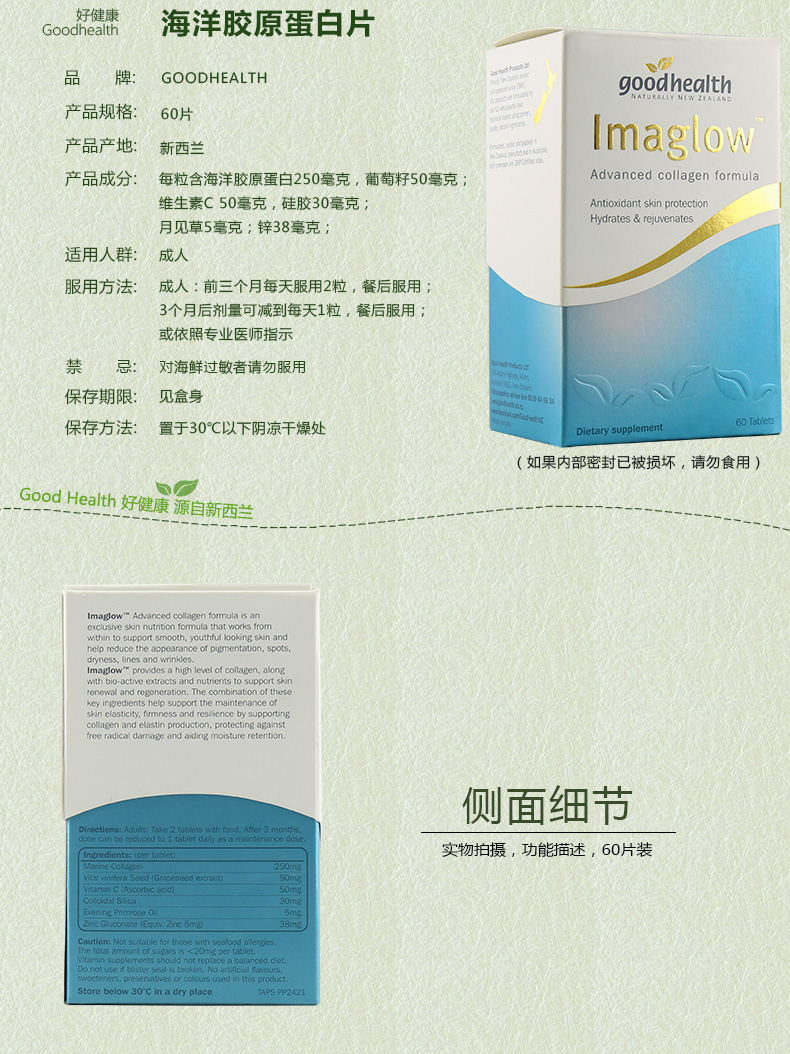 好健康
Goodhealth
海洋胶原蛋白片
品 牌: GOODHEALTH
产品规格: 60片
产品产地: 新西兰
产品成分: 每粒含海洋胶原蛋白250毫克，葡萄籽50毫克；
维生素C 50毫克，硅胶30毫克；
月见草5毫克；锌38毫克；
适用人群: 成人
服用方法: 成人：前三个月每天服用2粒，餐后服用；
3个月后剂量可减到每天1粒，餐后服用；
或依照专业医师指示
禁 忌: 对海鲜过敏者请勿服用
保存期限: 见盒身
保存方法: 置于30℃以下阴凉干燥处
Good Health Products Ltd
goodhealth
NATURALLY NEW ZEALAND
Imaglow™
Advanced collagen formula
Antioxidant skin protection
Hydrates & rejuvenates
Good Health Products Ltd
Dietary supplement
60 Tablets
（如果内部密封已被损坏，请勿食用）
Good Health 好健康 源自新西兰
Imaglow™ Advanced collagen formula is an
exclusive skin nutrition formula that works from
within to support smooth, youthful looking skin and
help reduce the appearance of pigmentation, spots,
dryness, lines and wrinkles.
Imaglow™ provides a high level of collagen, along
with bio-active extracts and nutrients to support skin
renewal and regeneration. The combination of these
key ingredients help support the maintenance of
skin elasticity, firmness and resilience by supporting
collagen and elastin production, protecting against
free radical damage and aiding moisture retention.
Directions: Adults: Take 2 tablets with food. After 3 months,
dose can be reduced to 1 tablet daily as a maintenance dose.
Ingredients: (per tablet)
Marine Collagen 250mg
Vitis vinifera Seed (Grapeseed extract) 50mg
Vitamin C (Ascorbic acid) 50mg
Colloidal Silica 30mg
Evening Primrose Oil 5mg
Zinc Gluconate (Equiv. Zinc 5mg) 38mg
Caution: Not suitable for those with seafood allergies.
The total amount of sugars is <20mg per tablet.
Vitamin supplements should not replace a balanced diet.
Do not use if blister seal is broken. No artificial flavours,
sweeteners, preservatives or colours used in this product.
Store below 30°C in a dry place TAPS PP2421
侧面细节
实物拍摄，功能描述，60片装